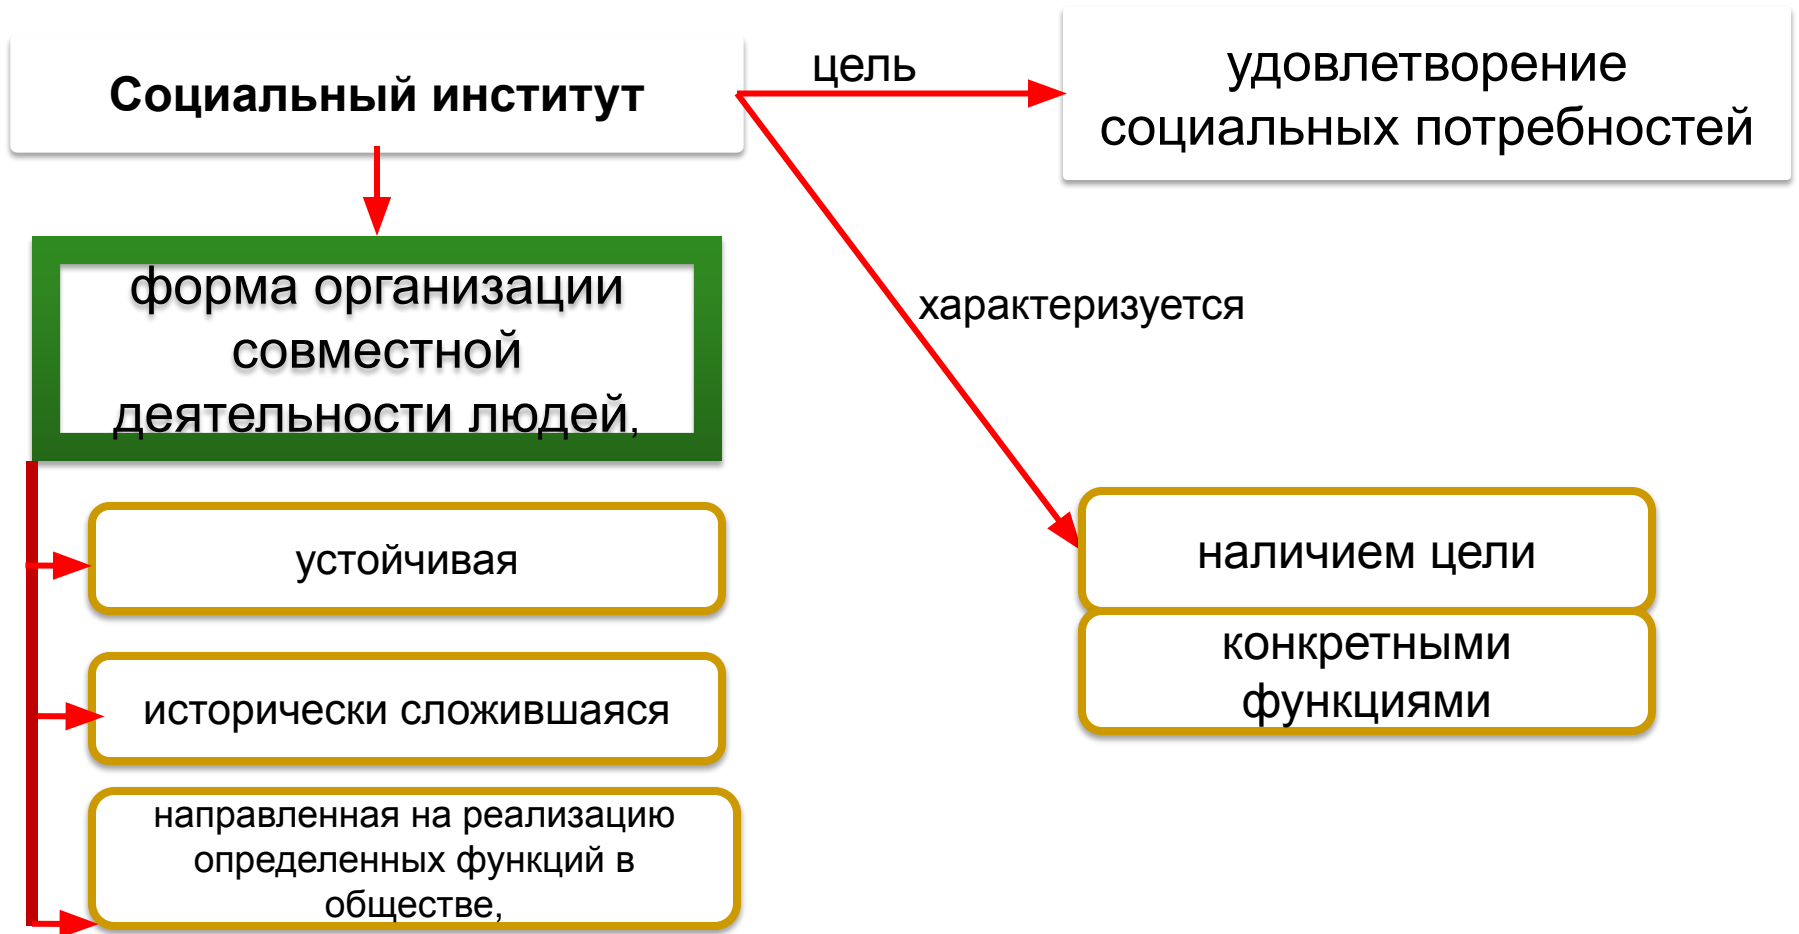 Социальный институт
цель
удовлетворение
социальных потребностей
форма организации
совместной
деятельности людей,
характеризуется
устойчивая
наличием цели
исторически сложившаяся
конкретными
функциями
направленная на реализацию
определенных функций в
обществе,